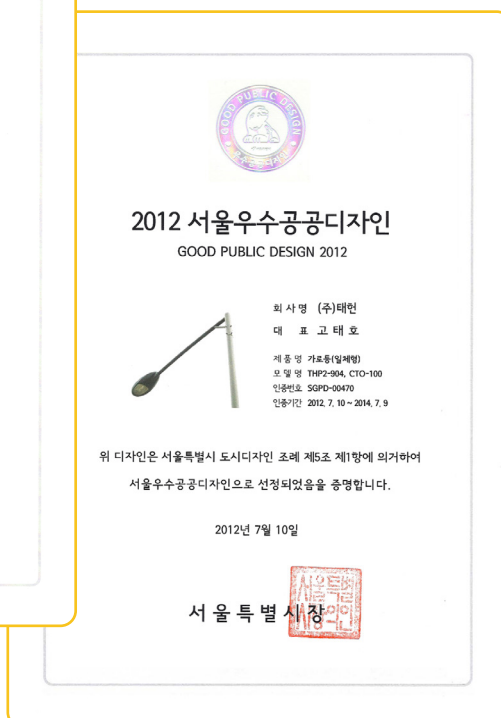 GOOD PUBLIC DESIGN
2012 서울우수공공디자인
GOOD PUBLIC DESIGN 2012
회 사 명 (주)태헌
대 표 고 태 호
제 품 명 가로등(일체형)
모 델 명 THP2-904, CTO-100
인증번호 SGPD-00470
인증기간 2012. 7. 10 ~ 2014. 7. 9
위 디자인은 서울특별시 도시디자인 조례 제5조 제1항에 의거하여
서울우수공공디자인으로 선정되었음을 증명합니다.
2012년 7월 10일
서 울 특 별 시 장